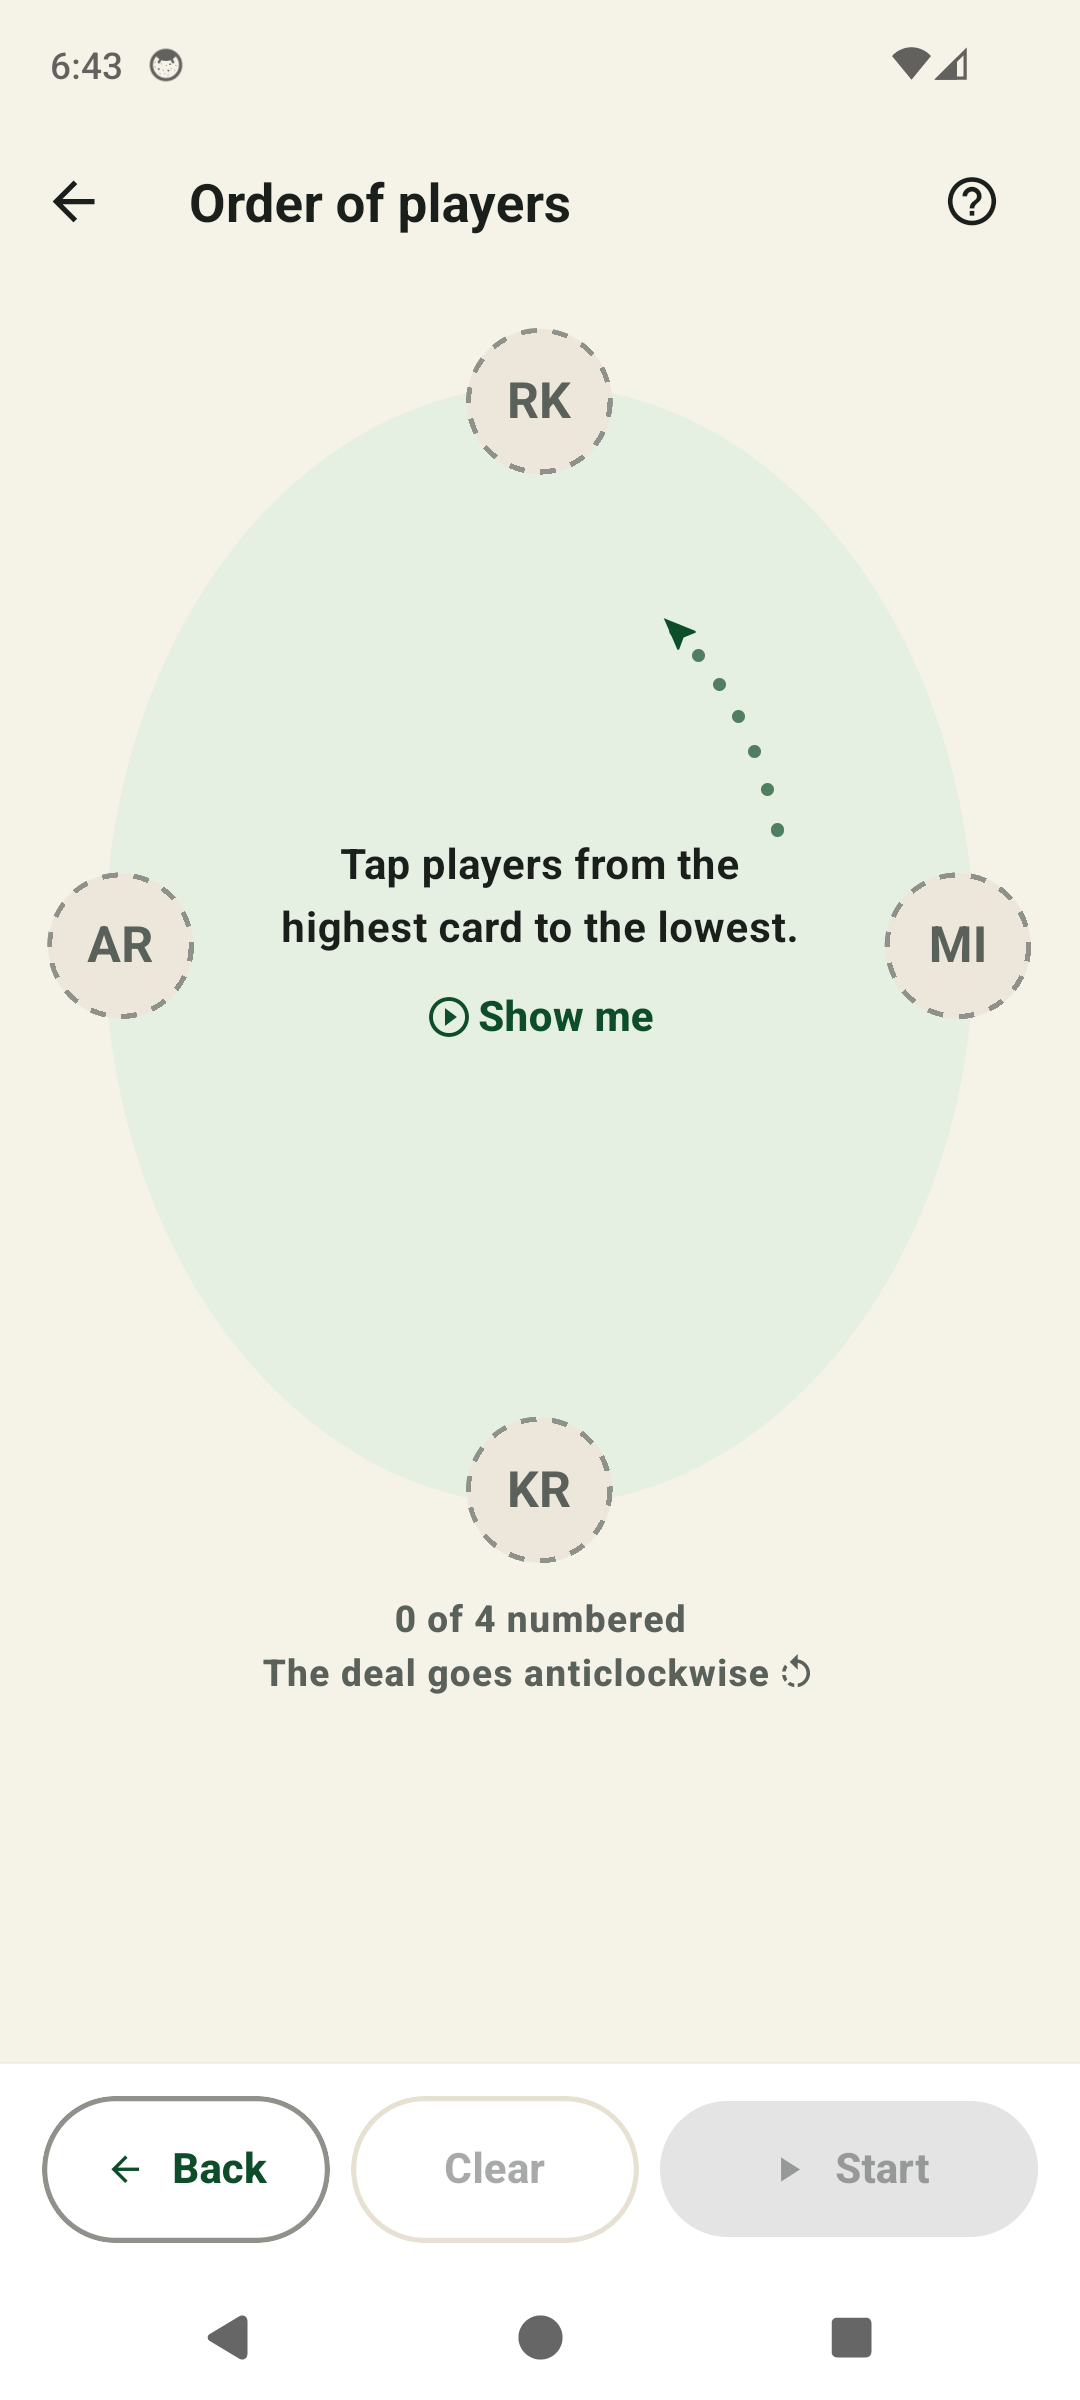 6:43
Order of players
RK
Tap players from the
highest card to the lowest.
AR
MI
Show me
KR
0 of 4 numbered
The deal goes anticlockwise
Back
Clear
Start